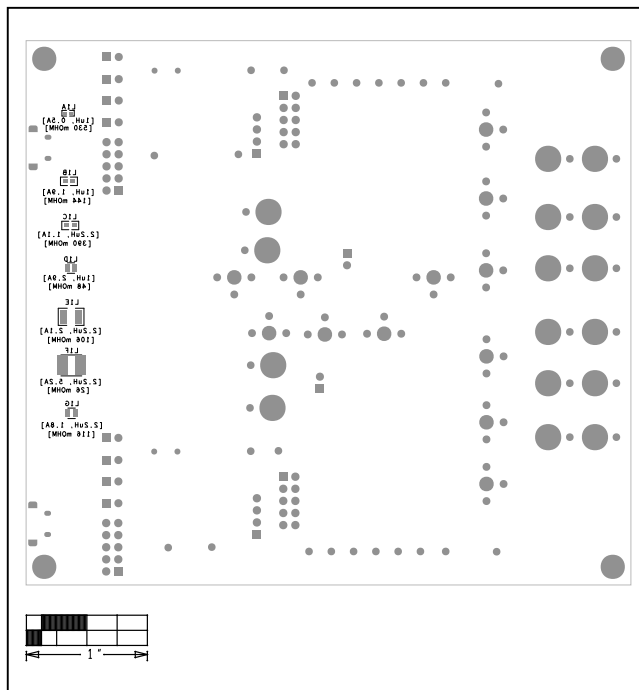 L1A
[1uH, 0.5A]
[530 mOHM]
L1B
[1uH, 1.9A]
[144 mOHM]
L1C
[2.2uH, 1.1A]
[390 mOHM]
L1D
[1uH, 2.9A]
[48 mOHM]
L1E
[2.2uH, 2.1A]
[106 mOHM]
L1F
[2.2uH, 5.2A]
[26 mOHM]
L1G
[2.2uH, 1.8A]
[116 mOHM]
1"